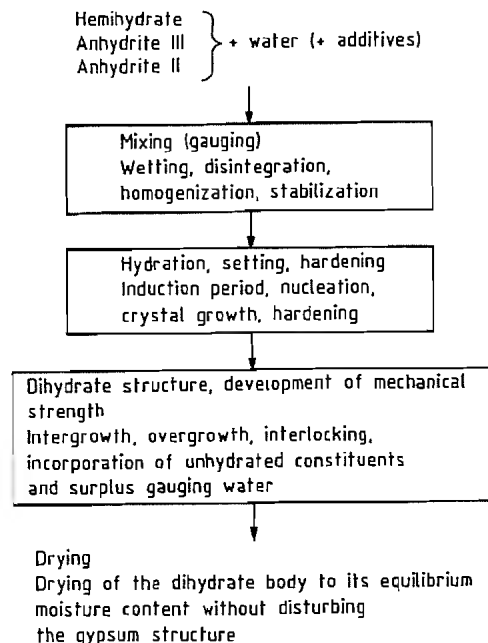 Hemihydrate
Anhydrite III
Anhydrite II
+ water (+ additives)
Mixing (gauging)
Wetting, disintegration,
homogenization, stabilization
Hydration, setting, hardening
Induction period, nucleation,
crystal growth, hardening
Dihydrate structure, development of mechanical
strength
Intergrowth, overgrowth, interlocking,
incorporation of unhydrated constituents
and surplus gauging water
Drying
Drying of the dihydrate body to its equilibrium
moisture content without disturbing
the gypsum structure